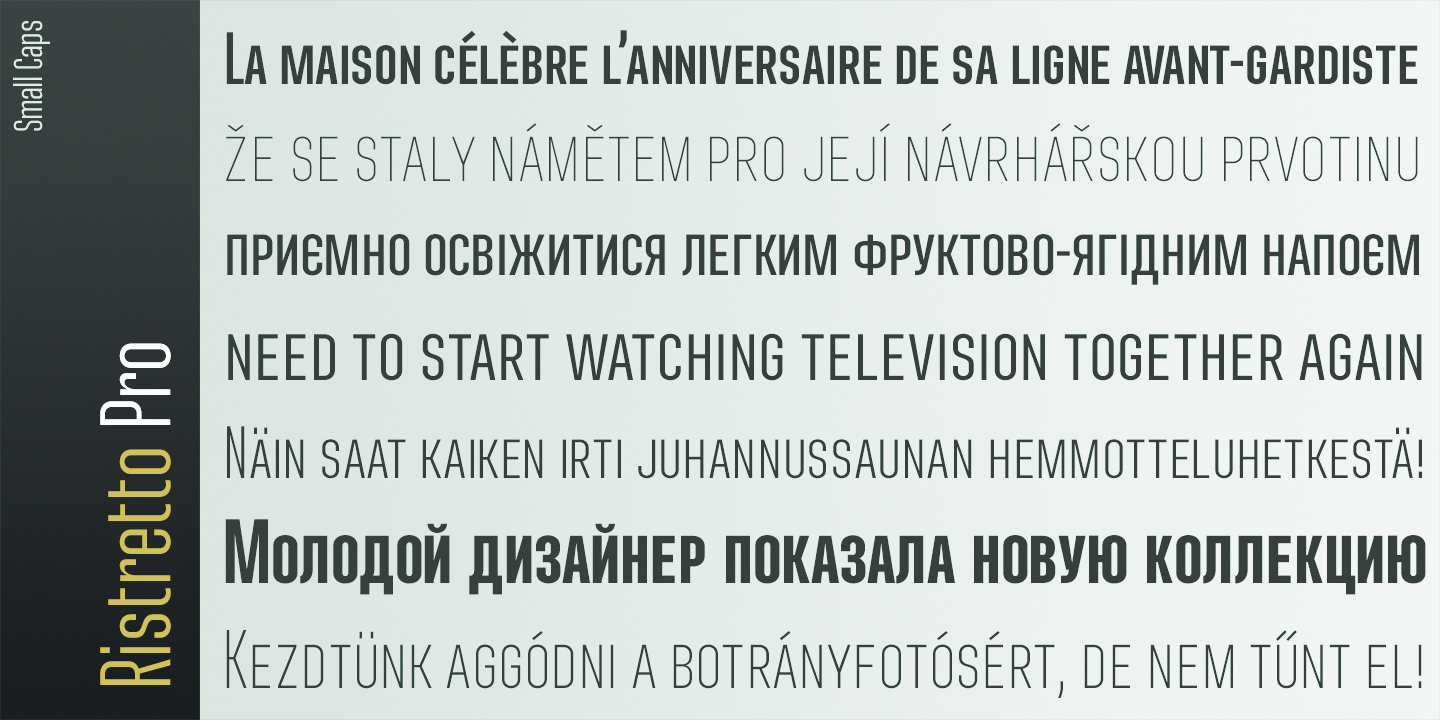 Small Caps
Ristretto Pro
La maison célèbre l’anniversaire de sa ligne avant-gardiste
že se staly námětem pro její návrhářskou prvotinu
приємно освіжитися легким фруктово-ягідним напоєм
need to start watching television together again
Näin saat kaiken irti juhannussaunan hemmotteluhetkestä!
Молодой дизайнер показала новую коллекцию
Kezdtünk aggódni a botrányfotósért, de nem tűnt el!